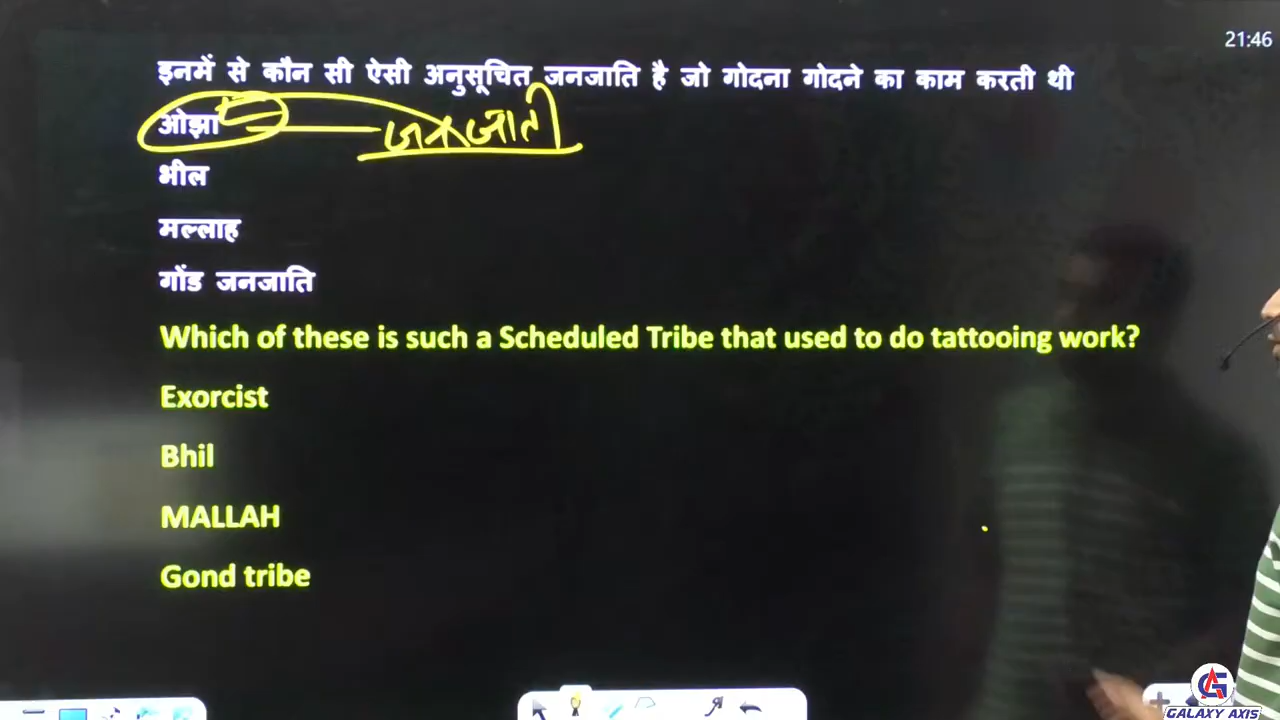 21:46
इनमें से कौन सी ऐसी अनुसूचित जनजाति है जो गोदना गोदने का काम करती थी
ओझा जनजाती
भील
मल्लाह
गोंड जनजाति
Which of these is such a Scheduled Tribe that used to do tattooing work?
Exorcist
Bhil
MALLAH
Gond tribe
GALAXY AXIS